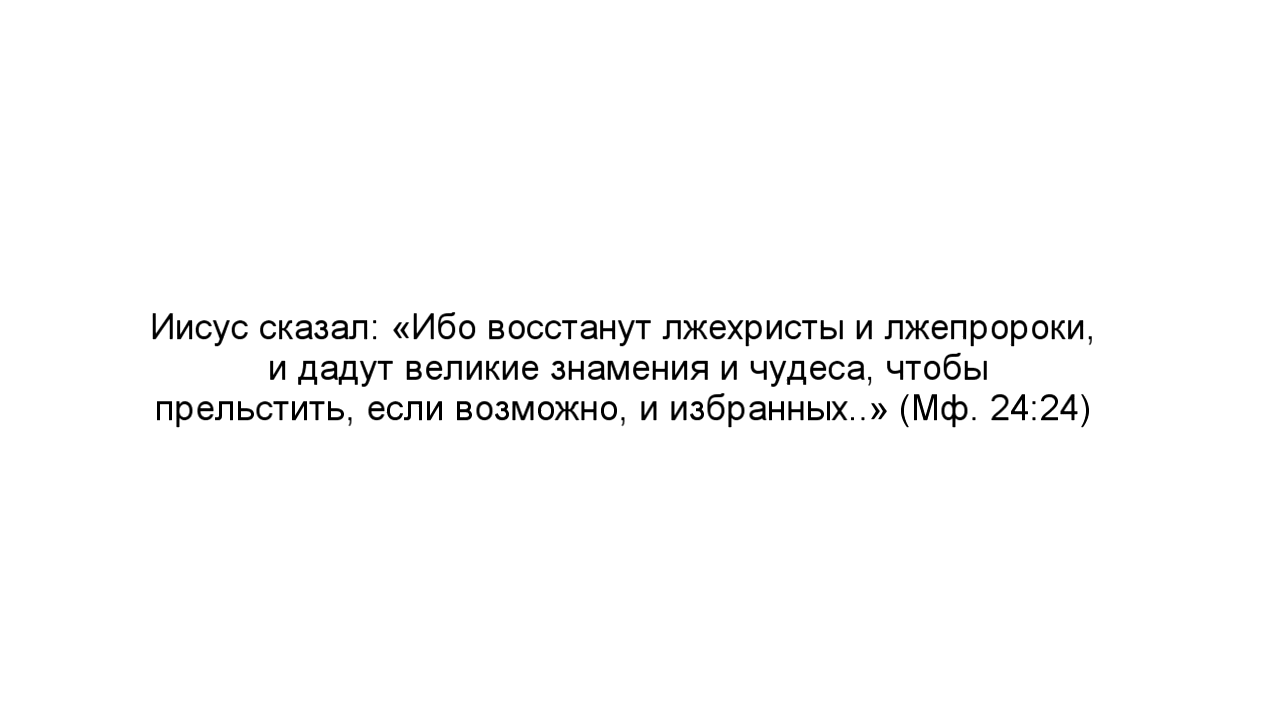 Иисус сказал: «Ибо восстанут лжехристы и лжепророки,
и дадут великие знамения и чудеса, чтобы
прельстить, если возможно, и избранных..» (Мф. 24:24)